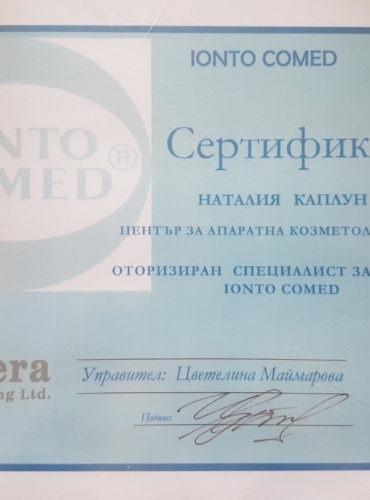 IONTO COMED
NTO
MED®
Сертифик
НАТАЛИЯ КАПЛУН
ЦЕНТЪР ЗА АПАРАТНА КОЗМЕТОЛ
ОТОРИЗИРАН СПЕЦИАЛИСТ ЗА
IONTO COMED
era
ng Ltd.
Управител: Цветелина Маймарова
Подпис: